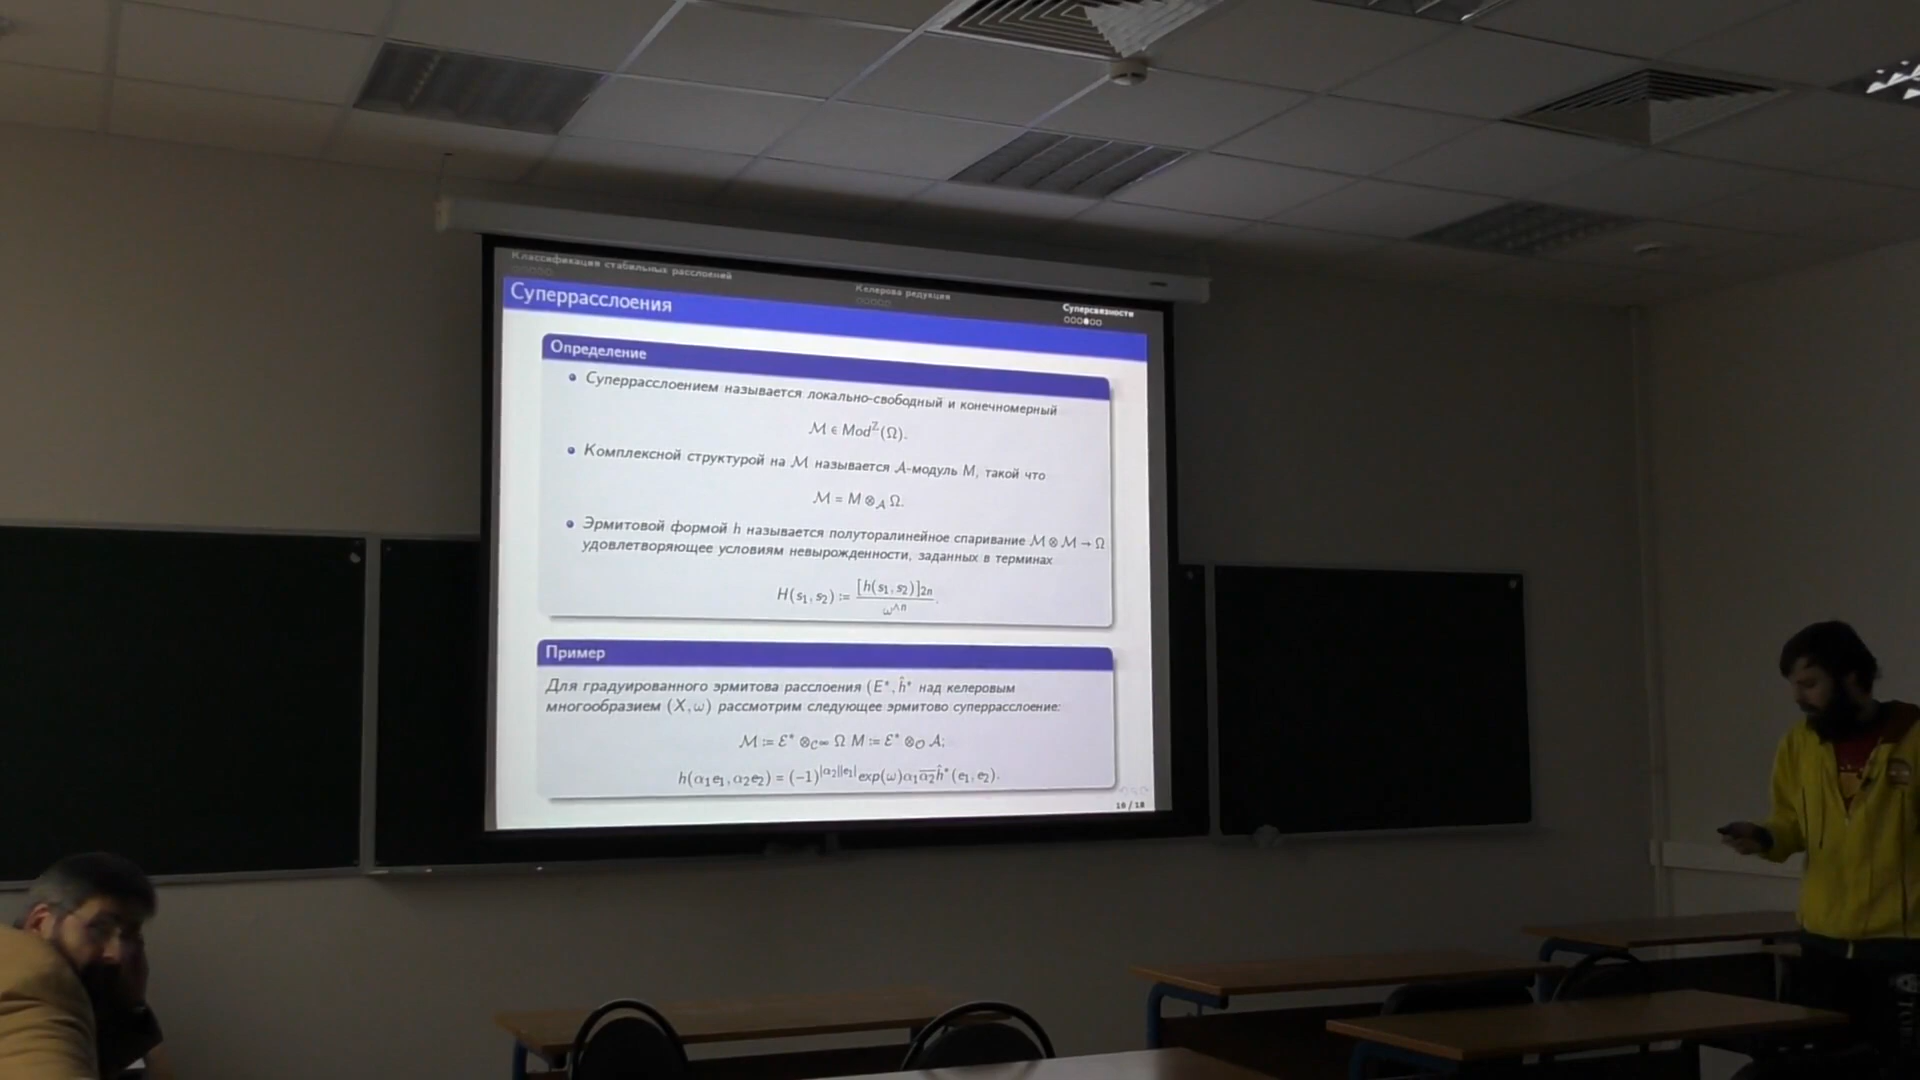 Классификация стабильных расслоений
Келерова редукция
Суперсвязности
Суперрасслоения
Определение
• Суперрасслоением называется локально-свободный и конечномерный
ℳ ∈ Mod^ℤ(Ω).
• Комплексной структурой на ℳ называется 𝒜-модуль M, такой что
ℳ = M ⊗_𝒜 Ω.
• Эрмитовой формой h называется полуторалинейное спаривание ℳ ⊗ ℳ → Ω
удовлетворяющее условиям невырожденности, заданных в терминах
H(s₁, s₂) := [h(s₁, s₂)]₂ₙ / ω^∧n.
Пример
Для градуированного эрмитова расслоения (E*, ĥ* над келеровым
многообразием (X, ω) рассмотрим следующее эрмитово суперрасслоение:
ℳ := ℰ* ⊗_C∞ Ω M := ℰ* ⊗_𝒪 𝒜;
h(α₁e₁, α₂e₂) = (−1)^|α₂||e₁| exp(ω)α₁α̅₂ĥ*(e₁, e₂).
16 / 18